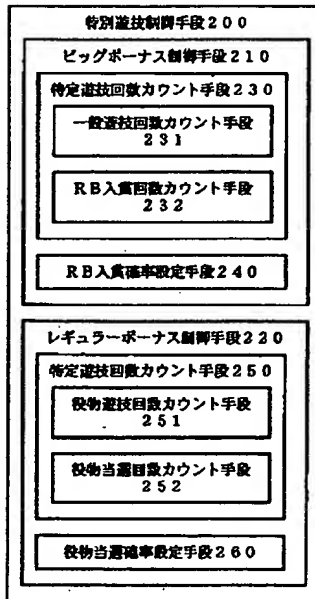 特別遊技制御手段200
ビッグボーナス制御手段210
特定遊技回数カウント手段230
一般遊技回数カウント手段
231
RB入賞回数カウント手段
232
RB入賞確率設定手段240
レギュラーボーナス制御手段220
特定遊技回数カウント手段250
役物遊技回数カウント手段
251
役物当選回数カウント手段
252
役物当選確率設定手段260